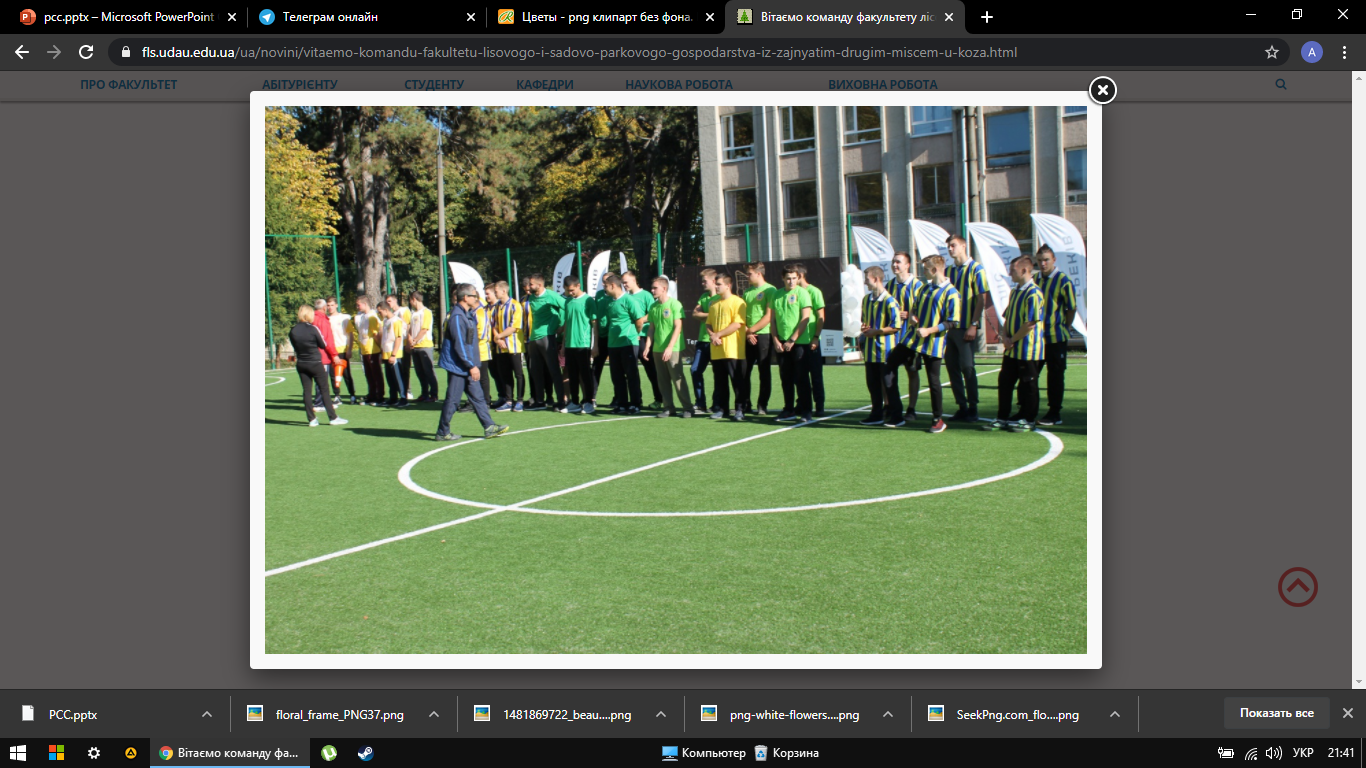 pcc.pptx – Microsoft PowerPoint
Телеграм онлайн
Цветы - png клипарт без фона.
Вітаємо команду факультету ліс
fls.udau.edu.ua/ua/novini/vitaemo-komandu-fakultetu-lisovogo-i-sadovo-parkovogo-gospodarstva-iz-zajnyatim-drugim-miscem-u-koza.html
A
ПРО ФАКУЛЬТЕТ
АБІТУРІЄНТУ
СТУДЕНТУ
КАФЕДРИ
НАУКОВА РОБОТА
ВИХОВНА РОБОТА
PCC.pptx
floral_frame_PNG37.png
1481869722_beau....png
png-white-flowers....png
SeekPng.com_flo....png
Показать все
Вітаємо команду фа...
Компьютер
Корзина
УКР
21:41